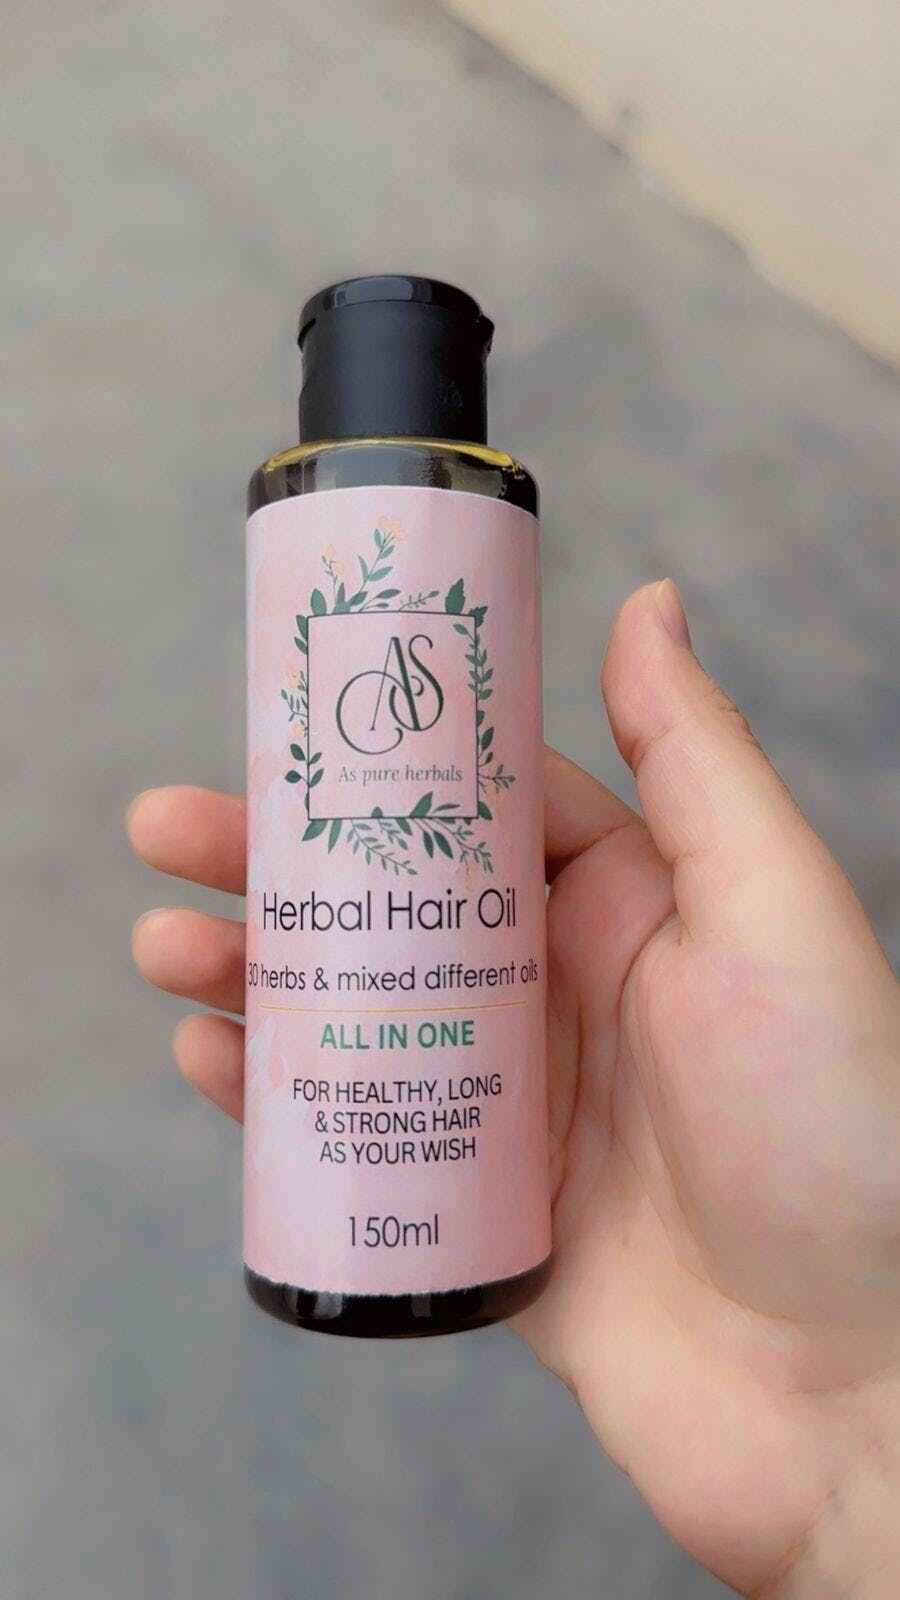 AS
As pure herbals
Herbal Hair Oil
30 herbs & mixed different oils
ALL IN ONE
FOR HEALTHY, LONG
& STRONG HAIR
AS YOUR WISH
150ml